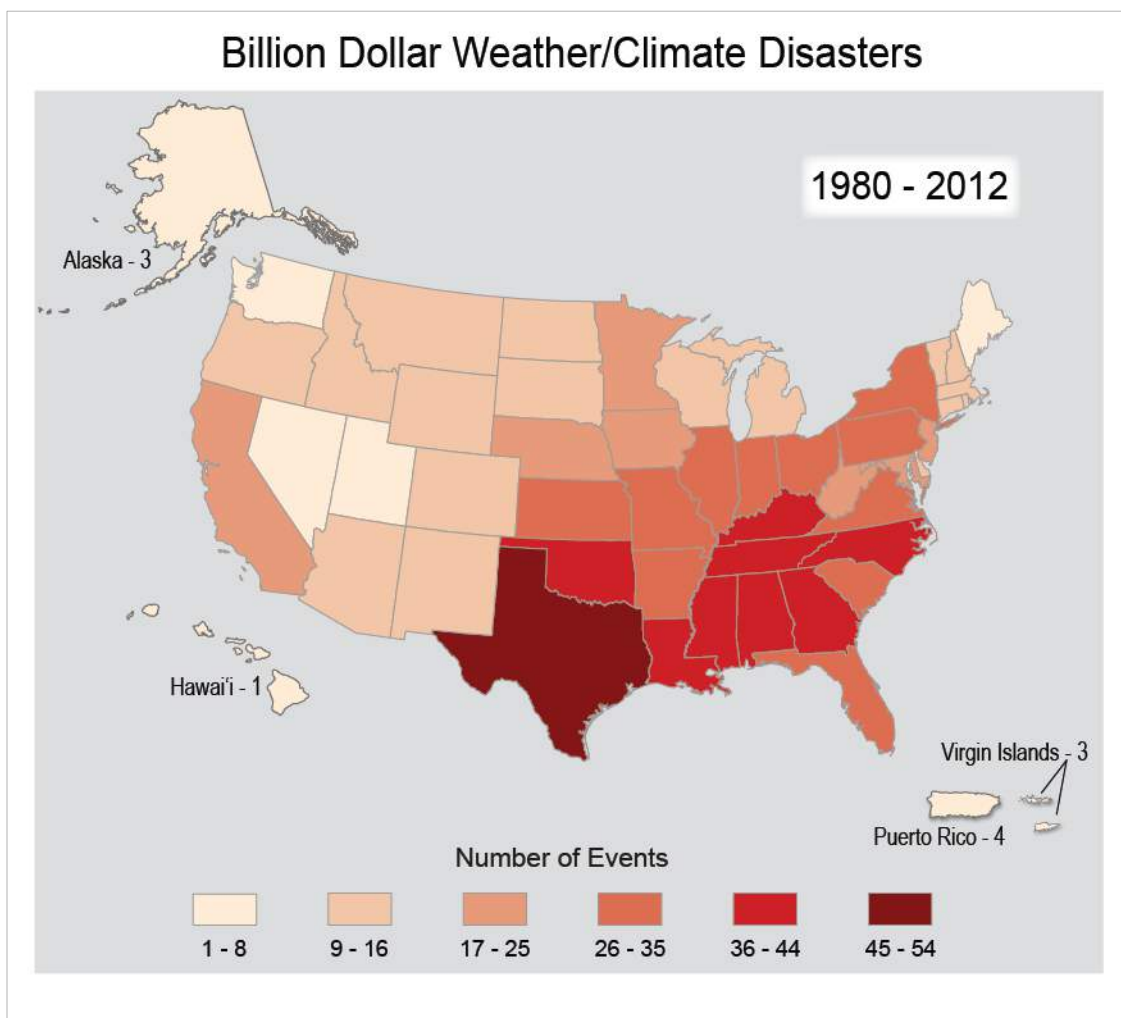 Billion Dollar Weather/Climate Disasters
1980 - 2012
Alaska - 3
Hawai‘i - 1
Virgin Islands - 3
Puerto Rico - 4
Number of Events
1 - 8
9 - 16
17 - 25
26 - 35
36 - 44
45 - 54